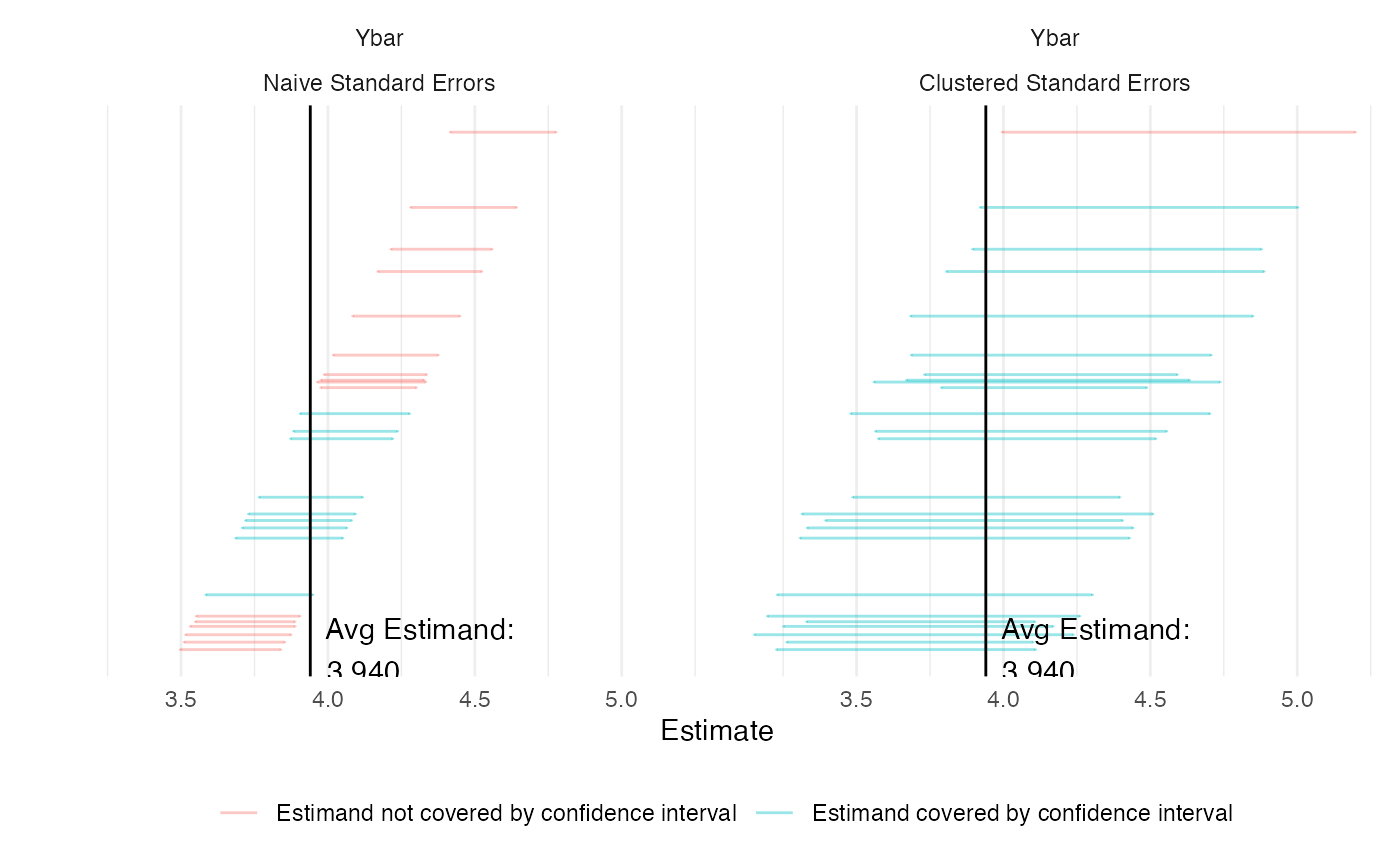 Ybar
Ybar
Naive Standard Errors
Clustered Standard Errors
Avg Estimand:
3.940
Avg Estimand:
3.940
3.5 4.0 4.5 5.0
3.5 4.0 4.5 5.0
Estimate
Estimand not covered by confidence interval
Estimand covered by confidence interval